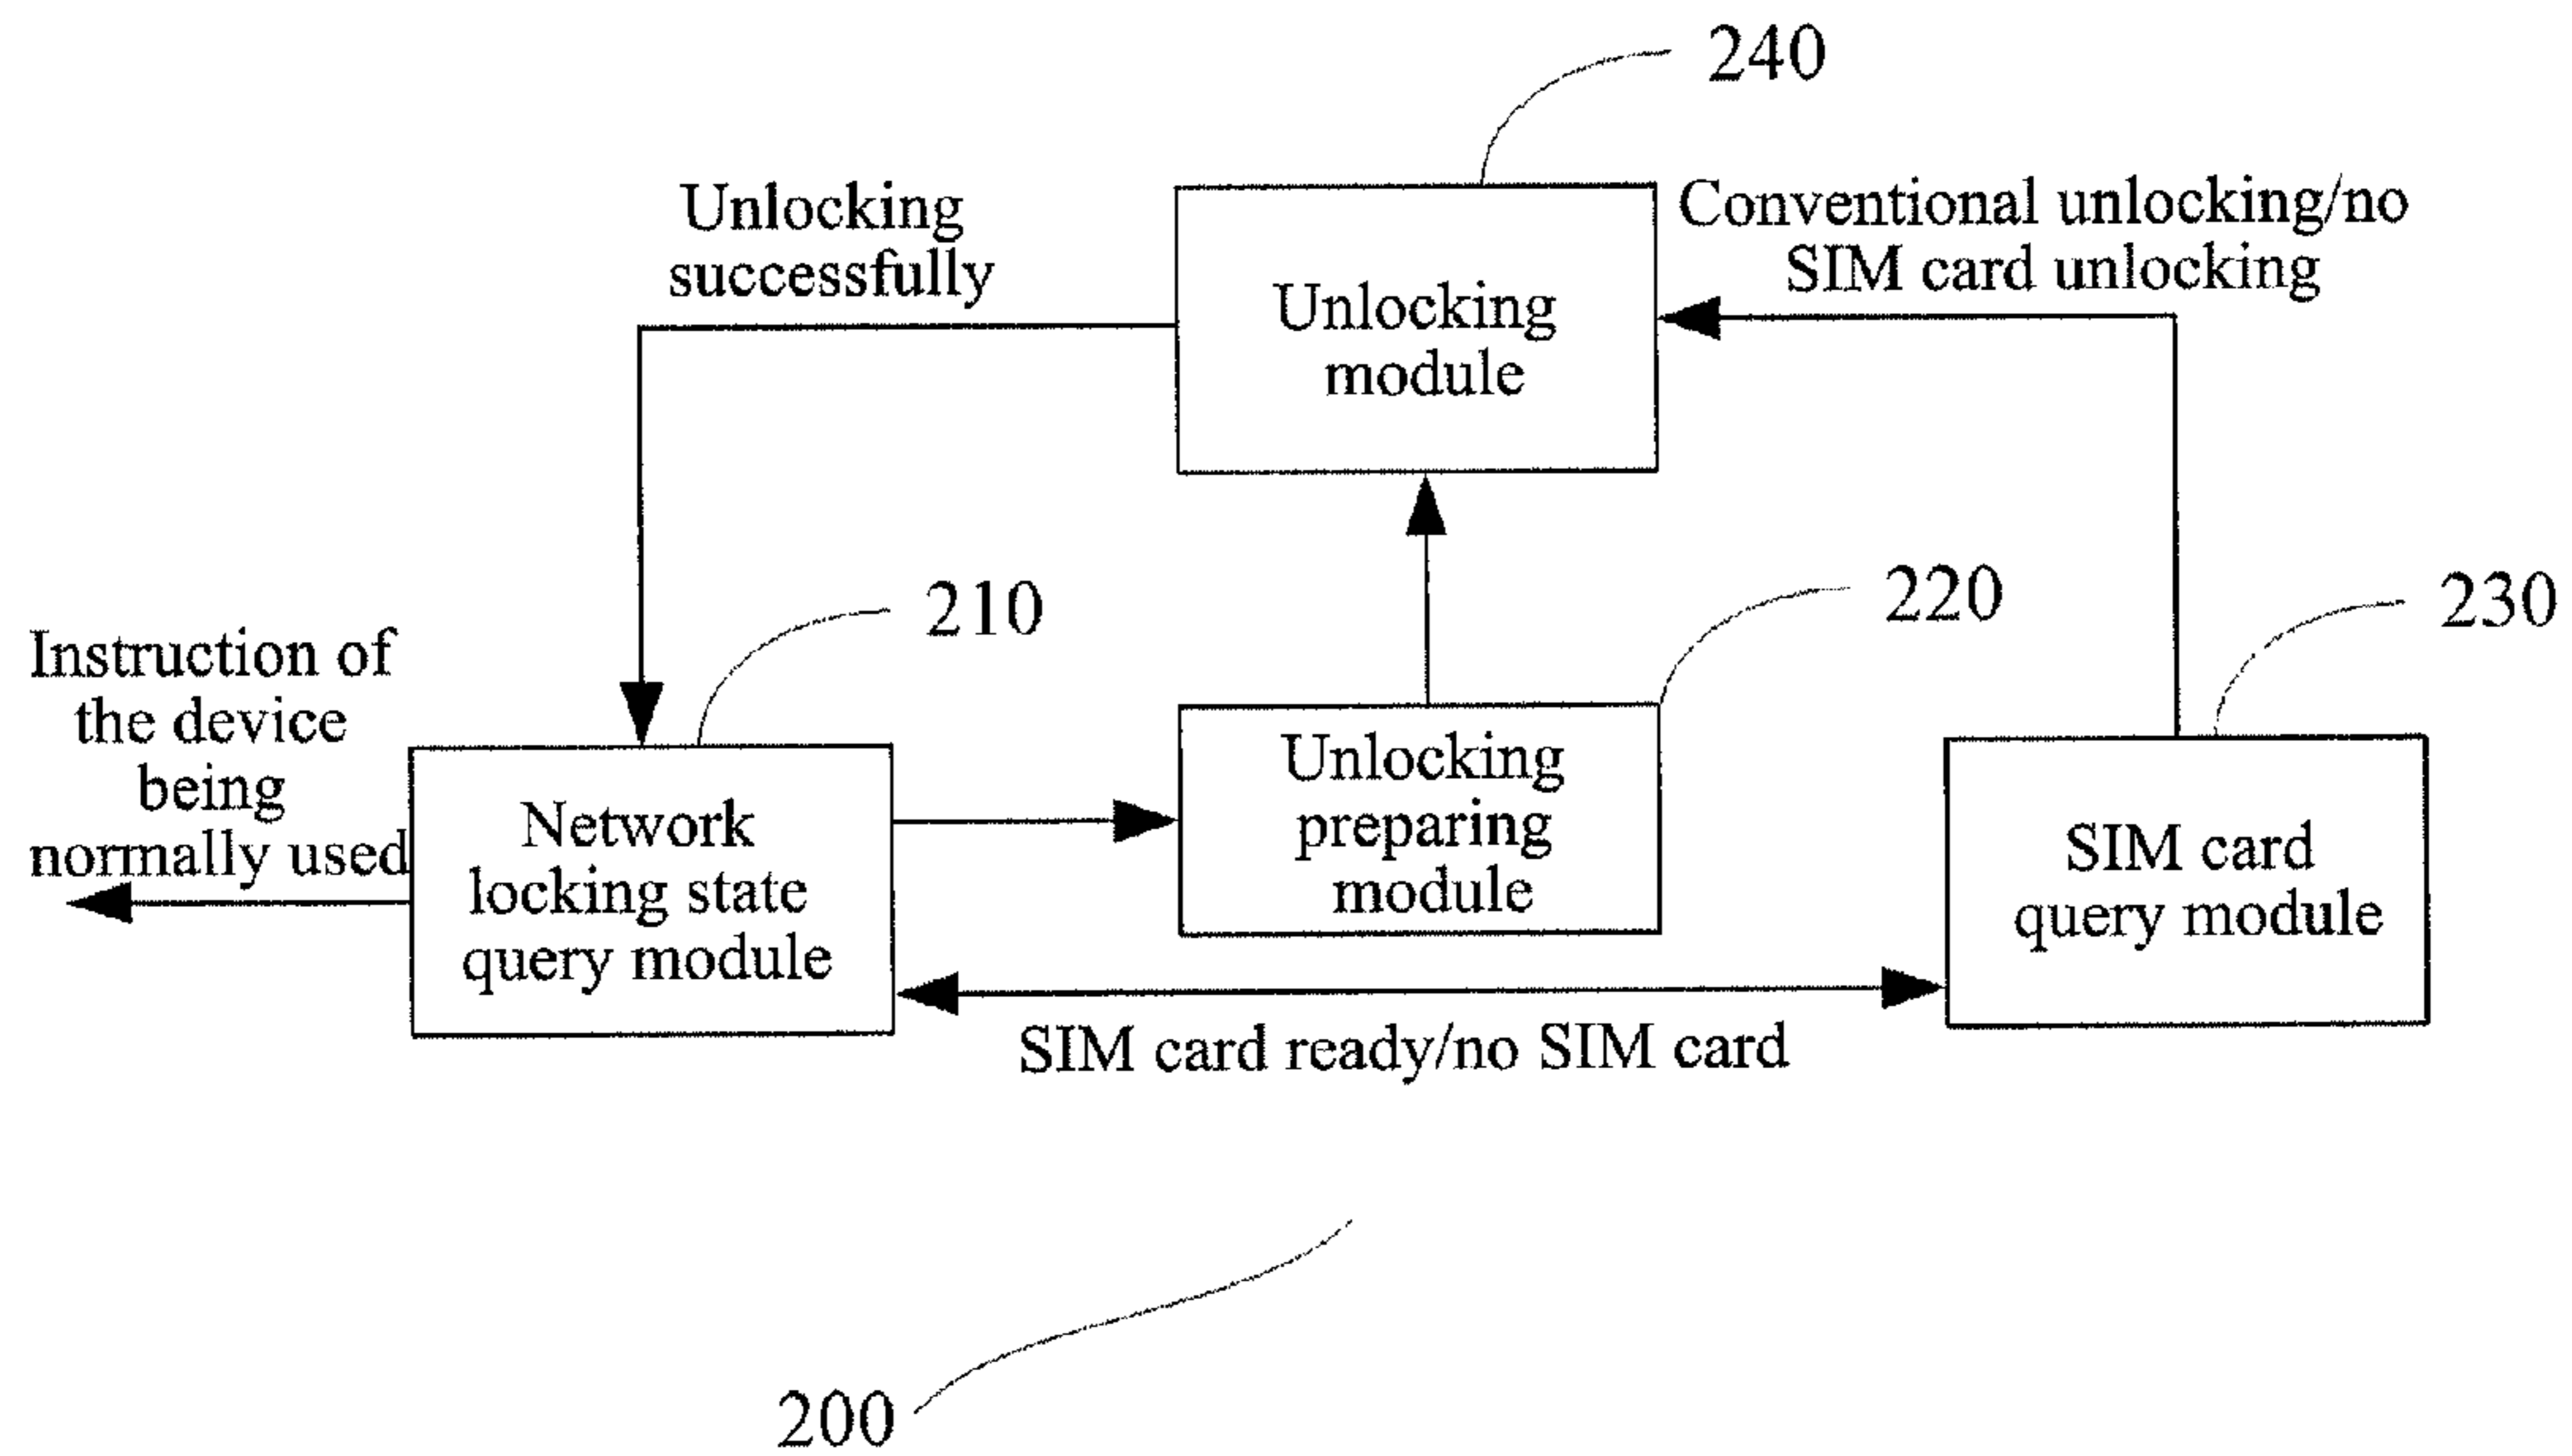 240
Unlocking
successfully
Conventional unlocking/no
SIM card unlocking
Unlocking
module
210
220
230
Instruction of
the device
being
normally used
Network
locking state
query module
Unlocking
preparing
module
SIM card
query module
SIM card ready/no SIM card
200